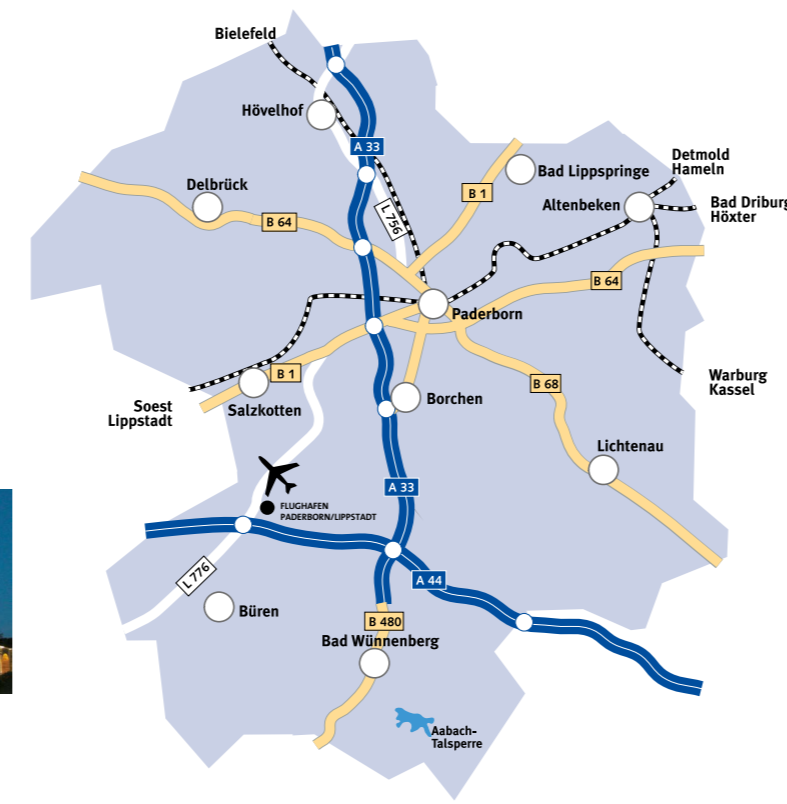 Bielefeld
Hövelhof
A 33
Detmold
Hameln
Bad Lippspringe
Delbrück
B 1
Altenbeken
Bad Driburg
Höxter
L 756
B 64
B 64
Paderborn
B 1
B 68
Warburg
Kassel
Soest
Lippstadt
Salzkotten
Borchen
Lichtenau
A 33
FLUGHAFEN
PADERBORN/LIPPSTADT
L 776
A 44
Büren
B 480
Bad Wünnenberg
Aabach-
Talsperre